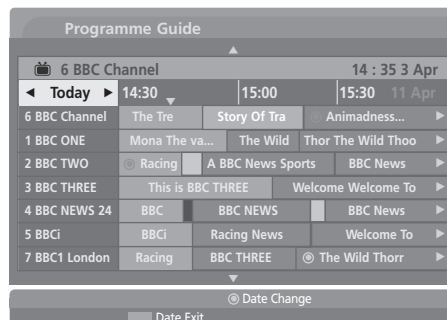 Programme Guide
6 BBC Channel 14 : 35 3 Apr
Today 14:30 15:00 15:30 11 Apr
6 BBC Channel The Tre Story Of Tra Animadness...
1 BBC ONE Mona The va... The Wild Thor The Wild Thoo
2 BBC TWO Racing A BBC News Sports BBC News
3 BBC THREE This is BBC THREE Welcome Welcome To
4 BBC NEWS 24 BBC BBC NEWS BBC News
5 BBCi BBCi Racing News Welcome To
7 BBC1 London Racing BBC THREE The Wild Thorr
Date Change
Date Exit